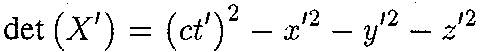 det (X′) = (ct′)² − x′² − y′² − z′²